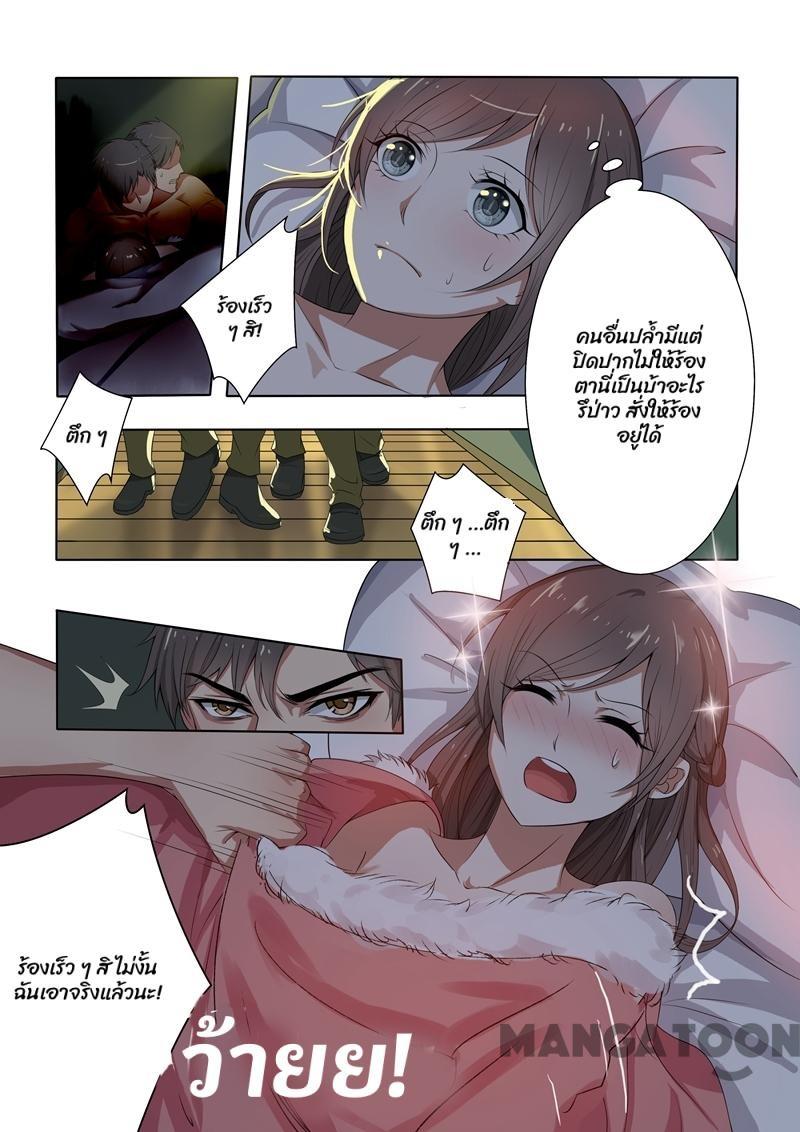 ร้องเร็ว
ๆ สิ!
คนอื่นปล้ำมีแต่
ปิดปากไม่ให้ร้อง
ตานี่เป็นบ้าอะไร
รึป่าว สั่งให้ร้อง
อยู่ได้
ตึก ๆ
ตึก ๆ ...ตึก
ๆ ...
ร้องเร็ว ๆ สิ ไม่งั้น
ฉันเอาจริงแล้วนะ!
ว้ายย!
MANGATOON